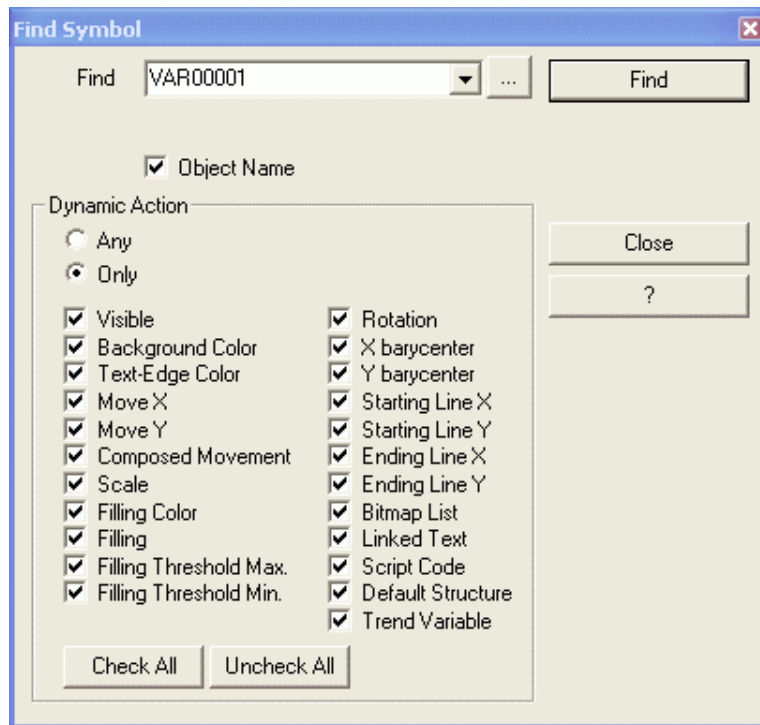 Find Symbol
Find VAR00001 ... Find
Object Name
Dynamic Action
Any
Only
Close
?
Visible
Background Color
Text-Edge Color
Move X
Move Y
Composed Movement
Scale
Filling Color
Filling
Filling Threshold Max.
Filling Threshold Min.
Rotation
X barycenter
Y barycenter
Starting Line X
Starting Line Y
Ending Line X
Ending Line Y
Bitmap List
Linked Text
Script Code
Default Structure
Trend Variable
Check All Uncheck All